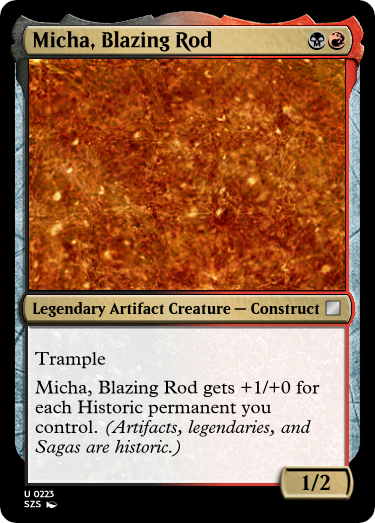 Micha, Blazing Rod
Legendary Artifact Creature — Construct
Trample
Micha, Blazing Rod gets +1/+0 for
each Historic permanent you
control. (Artifacts, legendaries, and
Sagas are historic.)
1/2
U 0223
SZS